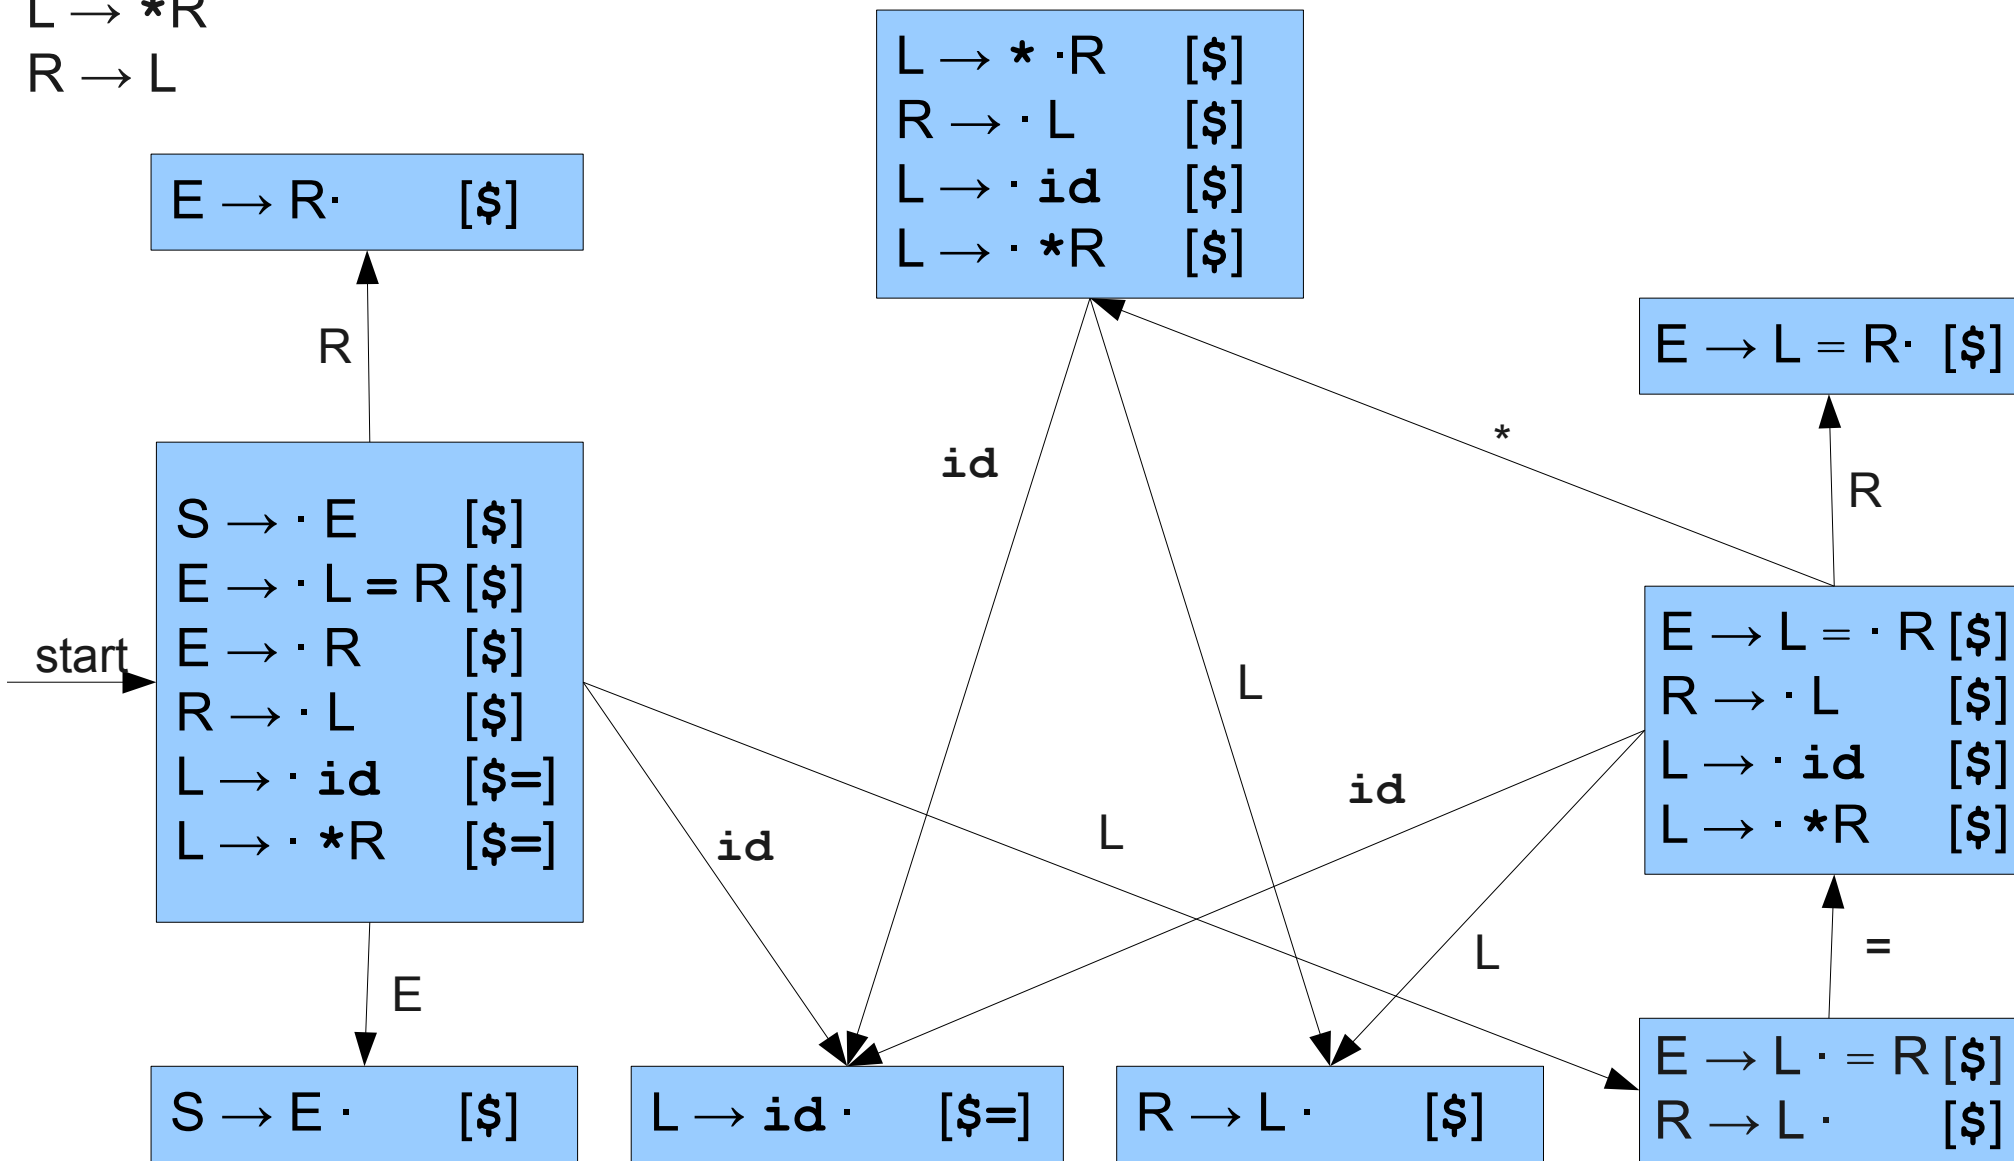 L → *R
R → L
L → * ·R [$]
R → · L [$]
L → · id [$]
L → · *R [$]
E → R· [$]
R
E → L = R· [$]
*
id
R
S → · E [$]
E → · L = R [$]
E → · R [$]
R → · L [$]
L → · id [$=]
L → · *R [$=]
start
L
E → L = · R [$]
R → · L [$]
L → · id [$]
L → · *R [$]
id
L
id
L
=
E
S → E · [$]
L → id · [$=]
R → L · [$]
E → L · = R [$]
R → L · [$]